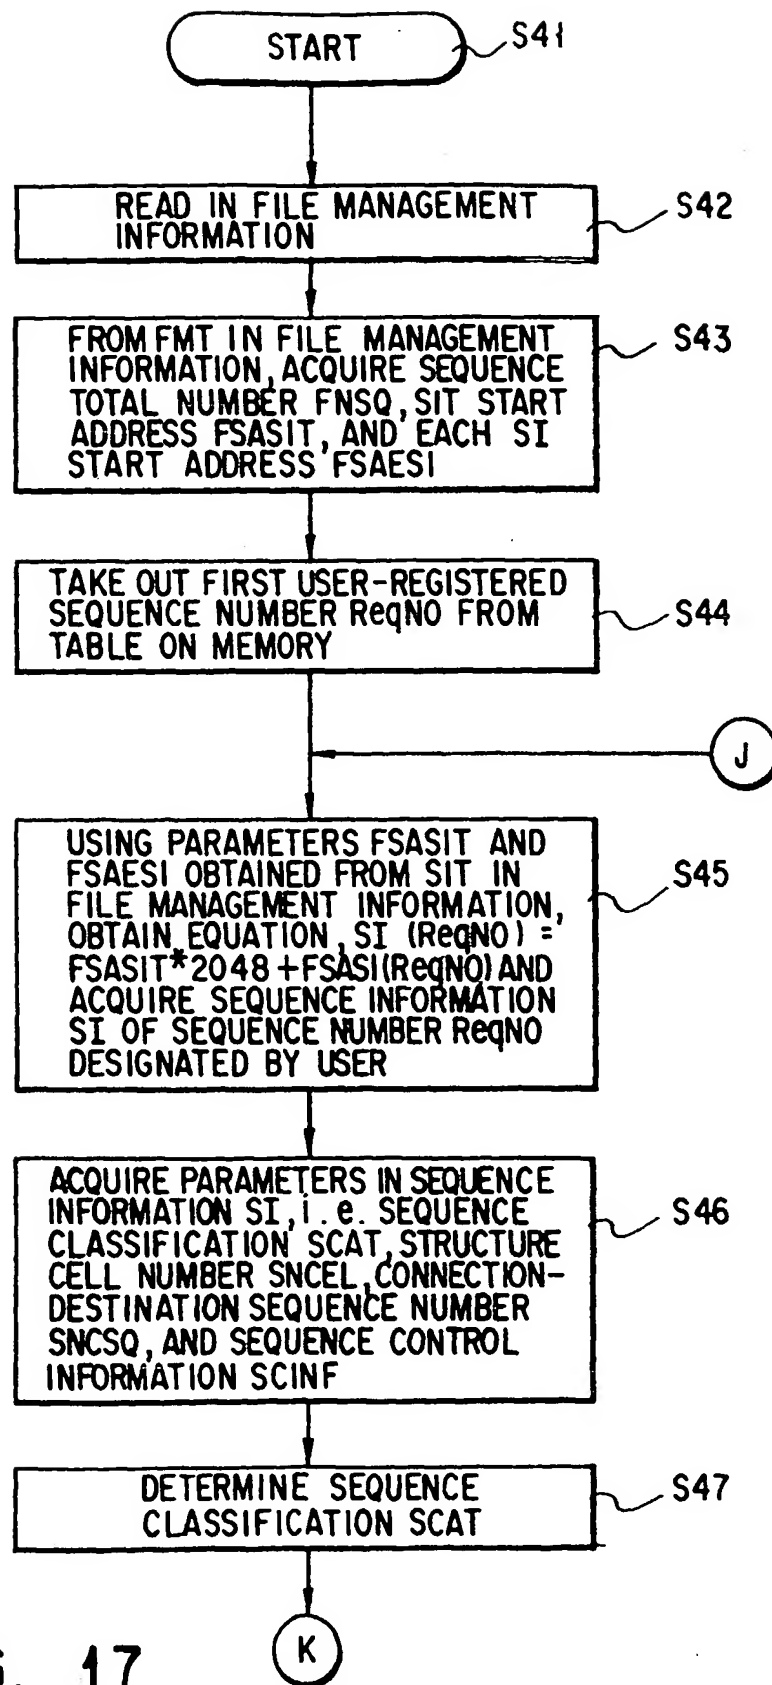 START
S41
READ IN FILE MANAGEMENT
INFORMATION
S42
FROM FMT IN FILE MANAGEMENT
INFORMATION, ACQUIRE SEQUENCE
TOTAL NUMBER FNSQ, SIT START
ADDRESS FSASIT, AND EACH SI
START ADDRESS FSAESI
S43
TAKE OUT FIRST USER-REGISTERED
SEQUENCE NUMBER ReqNO FROM
TABLE ON MEMORY
S44
J
USING PARAMETERS FSASIT AND
FSAESI OBTAINED FROM SIT IN
FILE MANAGEMENT INFORMATION,
OBTAIN EQUATION, SI (ReqNO) =
FSASIT*2048+FSASI(ReqNO) AND
ACQUIRE SEQUENCE INFORMATION
SI OF SEQUENCE NUMBER ReqNO
DESIGNATED BY USER
S45
ACQUIRE PARAMETERS IN SEQUENCE
INFORMATION SI, i.e. SEQUENCE
CLASSIFICATION SCAT, STRUCTURE
CELL NUMBER SNCEL, CONNECTION-
DESTINATION SEQUENCE NUMBER
SNCSQ, AND SEQUENCE CONTROL
INFORMATION SCINF
S46
DETERMINE SEQUENCE
CLASSIFICATION SCAT
S47
K
17